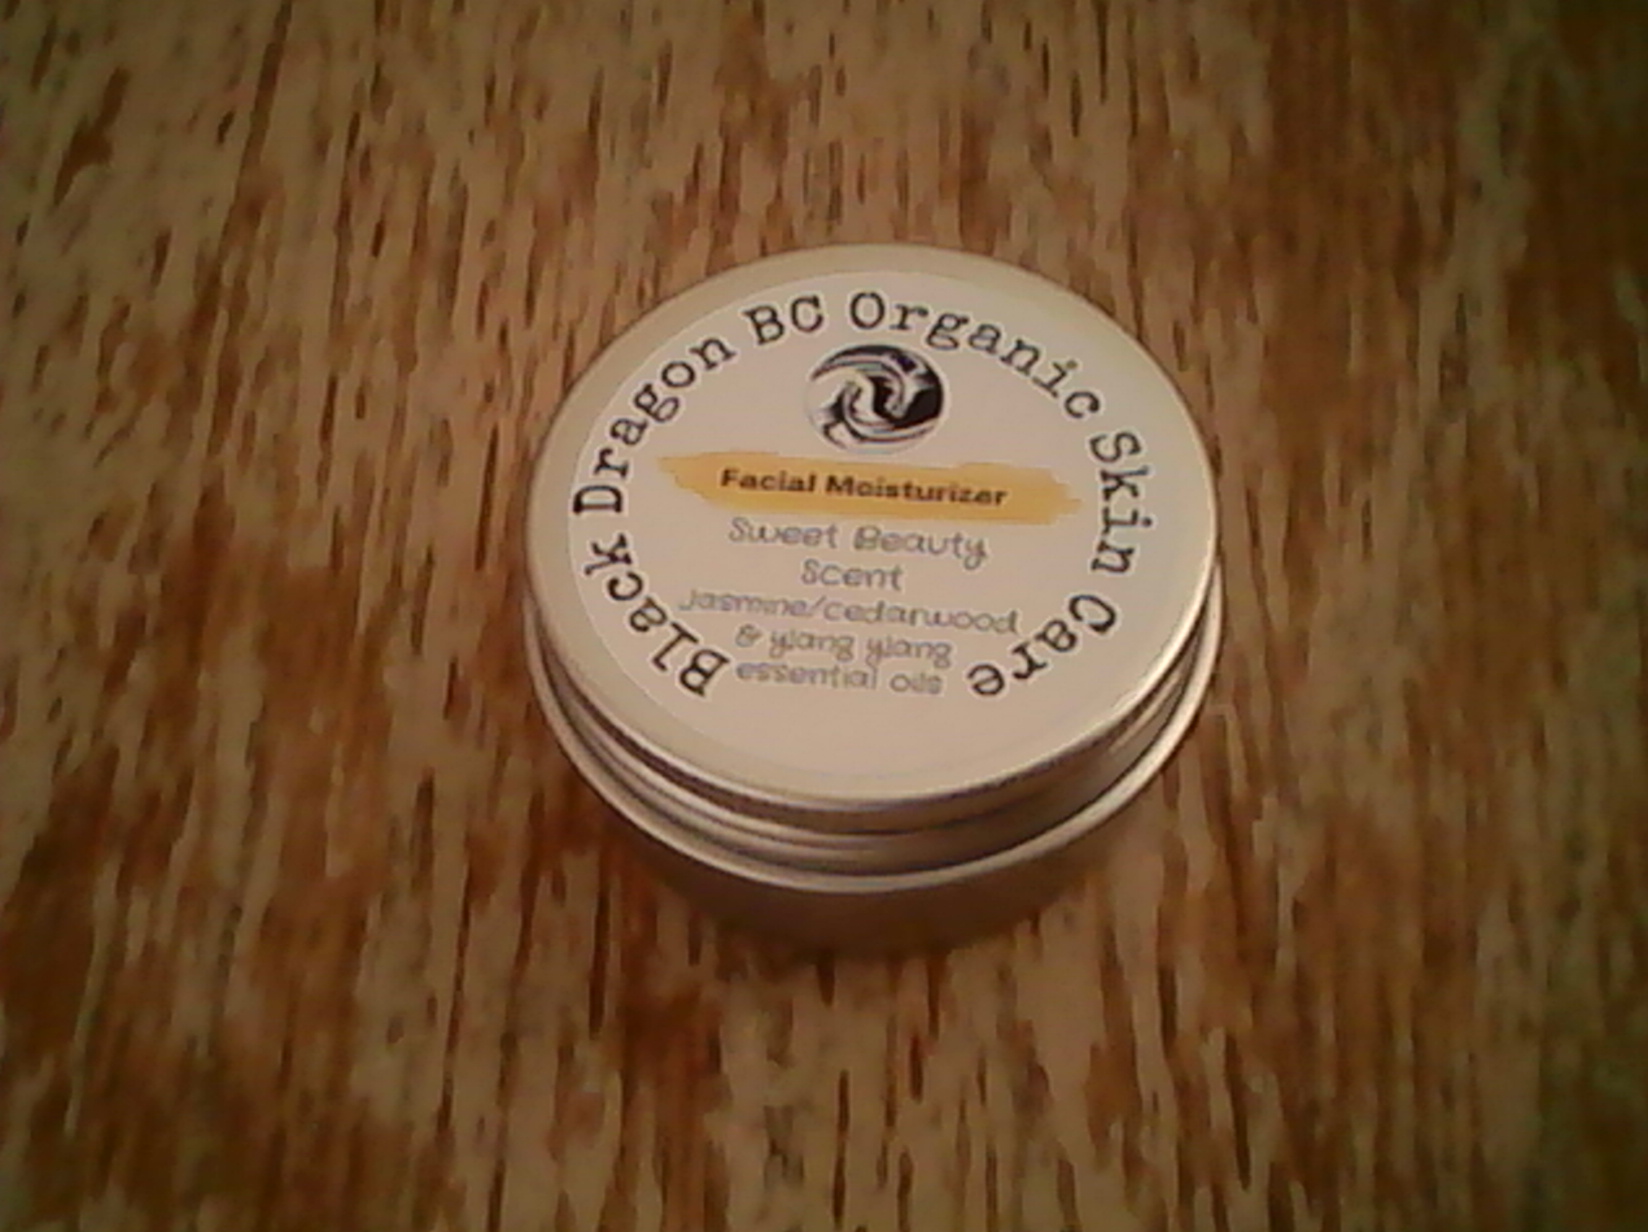 Black Dragon BC Organic Skin Care
Facial Moisturizer
Sweet Beauty
Scent
jasmine/cedarwood
& ylang ylang
essential oils